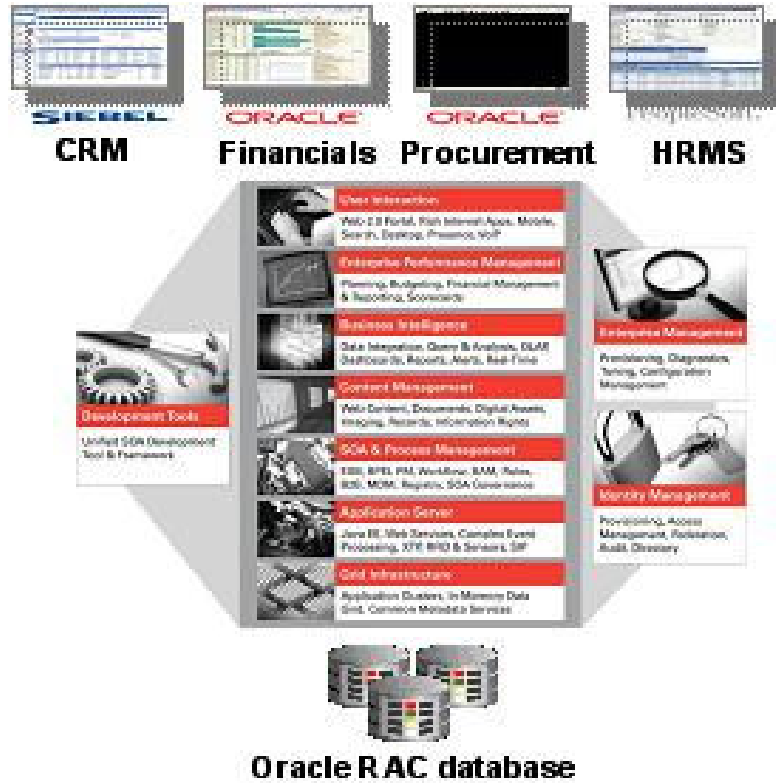 SIEBEL
ORACLE
ORACLE
PeopleSoft.
CRM
Financials
Procurement
HRMS
User Interaction
Web 2.0 Portal, Rich Internet Apps, Mobile,
Search, Desktop, Presence, VoIP
Enterprise Performance Management
Planning, Budgeting, Financial Management
& Reporting, Scorecards
Business Intelligence
Data Integration, Query & Analysis, OLAP
Dashboards, Reports, Alerts, Real-Time
Content Management
Web Content, Documents, Digital Assets,
Imaging, Records, Information Rights
SOA & Process Management
ESB, BPEL PM, Workflow, BAM, Rules,
B2B, MDM, Registry, SOA Governance
Application Server
Java EE, Web Services, Complex Event
Processing, XTP, RFID & Sensors, SIP
Grid Infrastructure
Application Clusters, In-Memory Data
Grid, Common Metadata Services
Development Tools
Unified SOA Development
Tool & Framework
Enterprise Management
Provisioning, Diagnostics,
Tuning, Configuration
Management
Identity Management
Provisioning, Access
Management, Federation,
Audit, Directory
Oracle RAC database